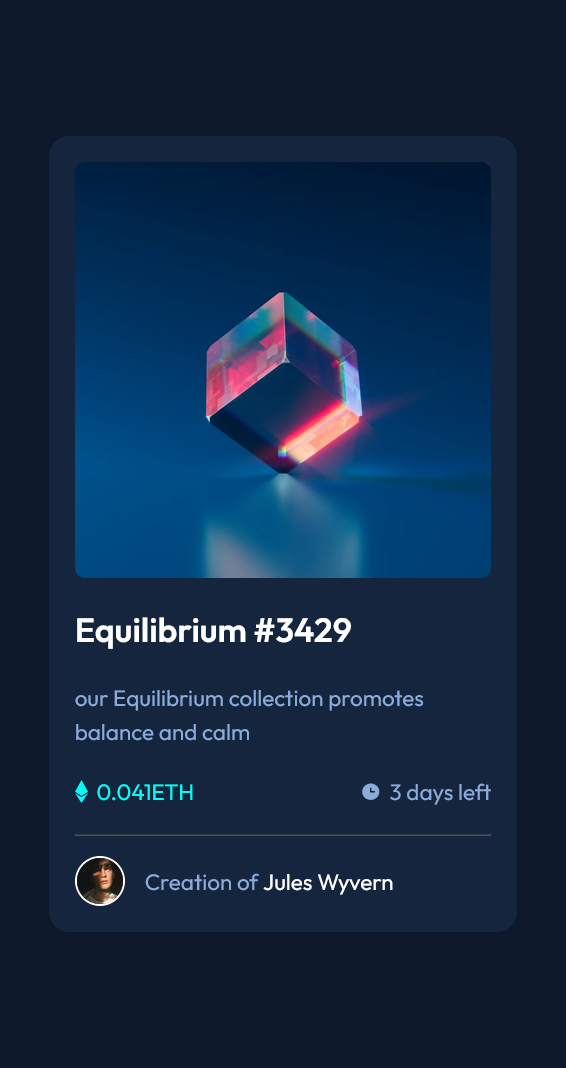 Equilibrium #3429
our Equilibrium collection promotes
balance and calm
0.041ETH
3 days left
Creation of Jules Wyvern